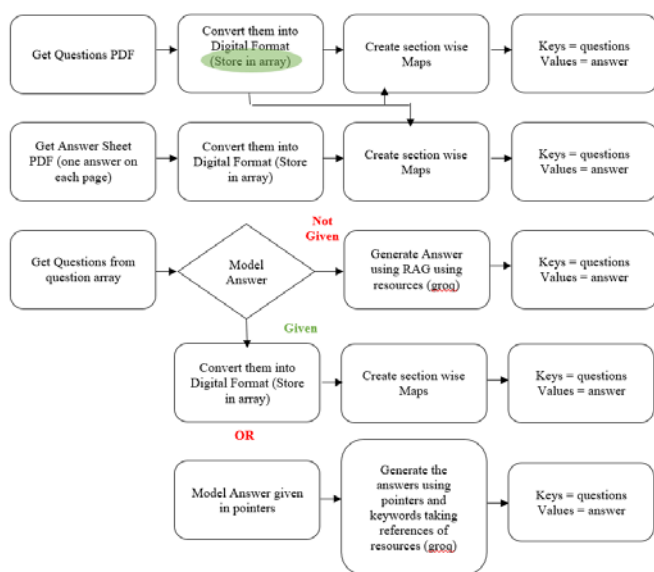 Get Questions PDF
Convert them into
Digital Format
(Store in array)
Create section wise
Maps
Keys = questions
Values = answer
Get Answer Sheet
PDF (one answer on
each page)
Convert them into
Digital Format (Store
in array)
Create section wise
Maps
Keys = questions
Values = answer
Get Questions from
question array
Model
Answer
Not
Given
Generate Answer
using RAG using
resources (groq)
Keys = questions
Values = answer
Given
Convert them into
Digital Format (Store
in array)
Create section wise
Maps
Keys = questions
Values = answer
OR
Model Answer given
in pointers
Generate the
answers using
pointers and
keywords taking
references of
resources (groq)
Keys = questions
Values = answer